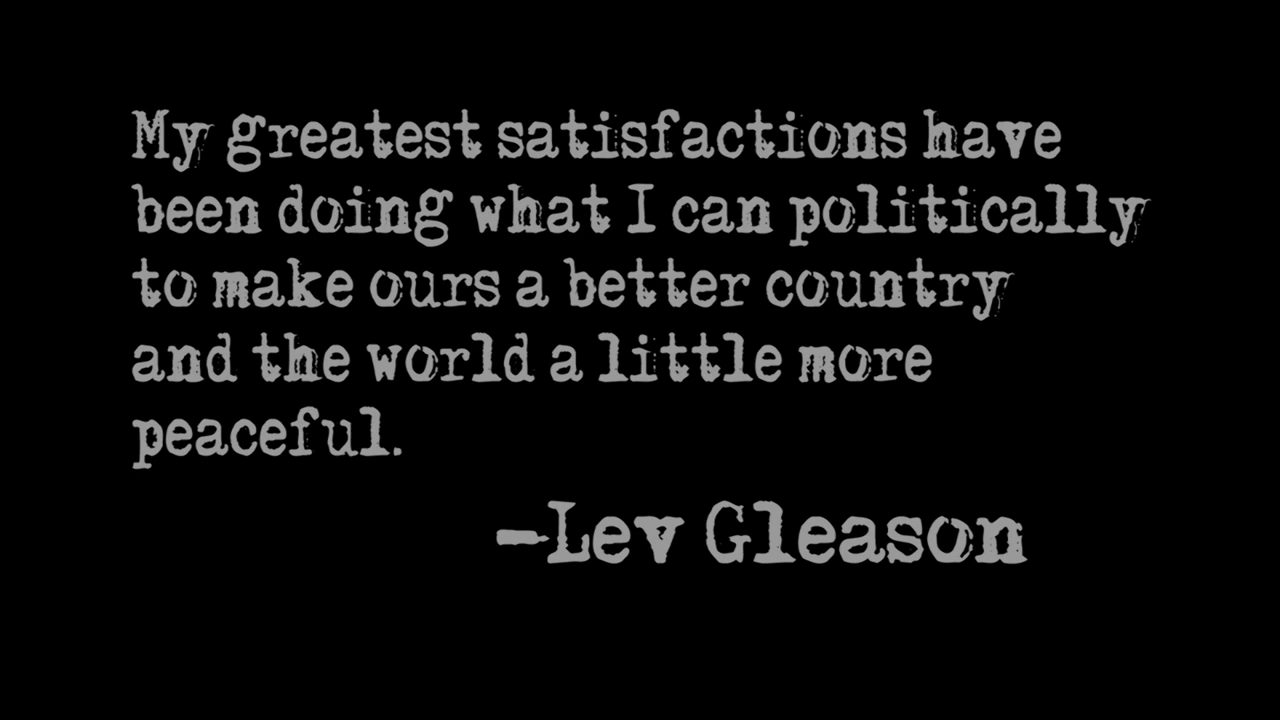 My greatest satisfactions have
been doing what I can politically
to make ours a better country
and the world a little more
peaceful.
-Lev Gleason